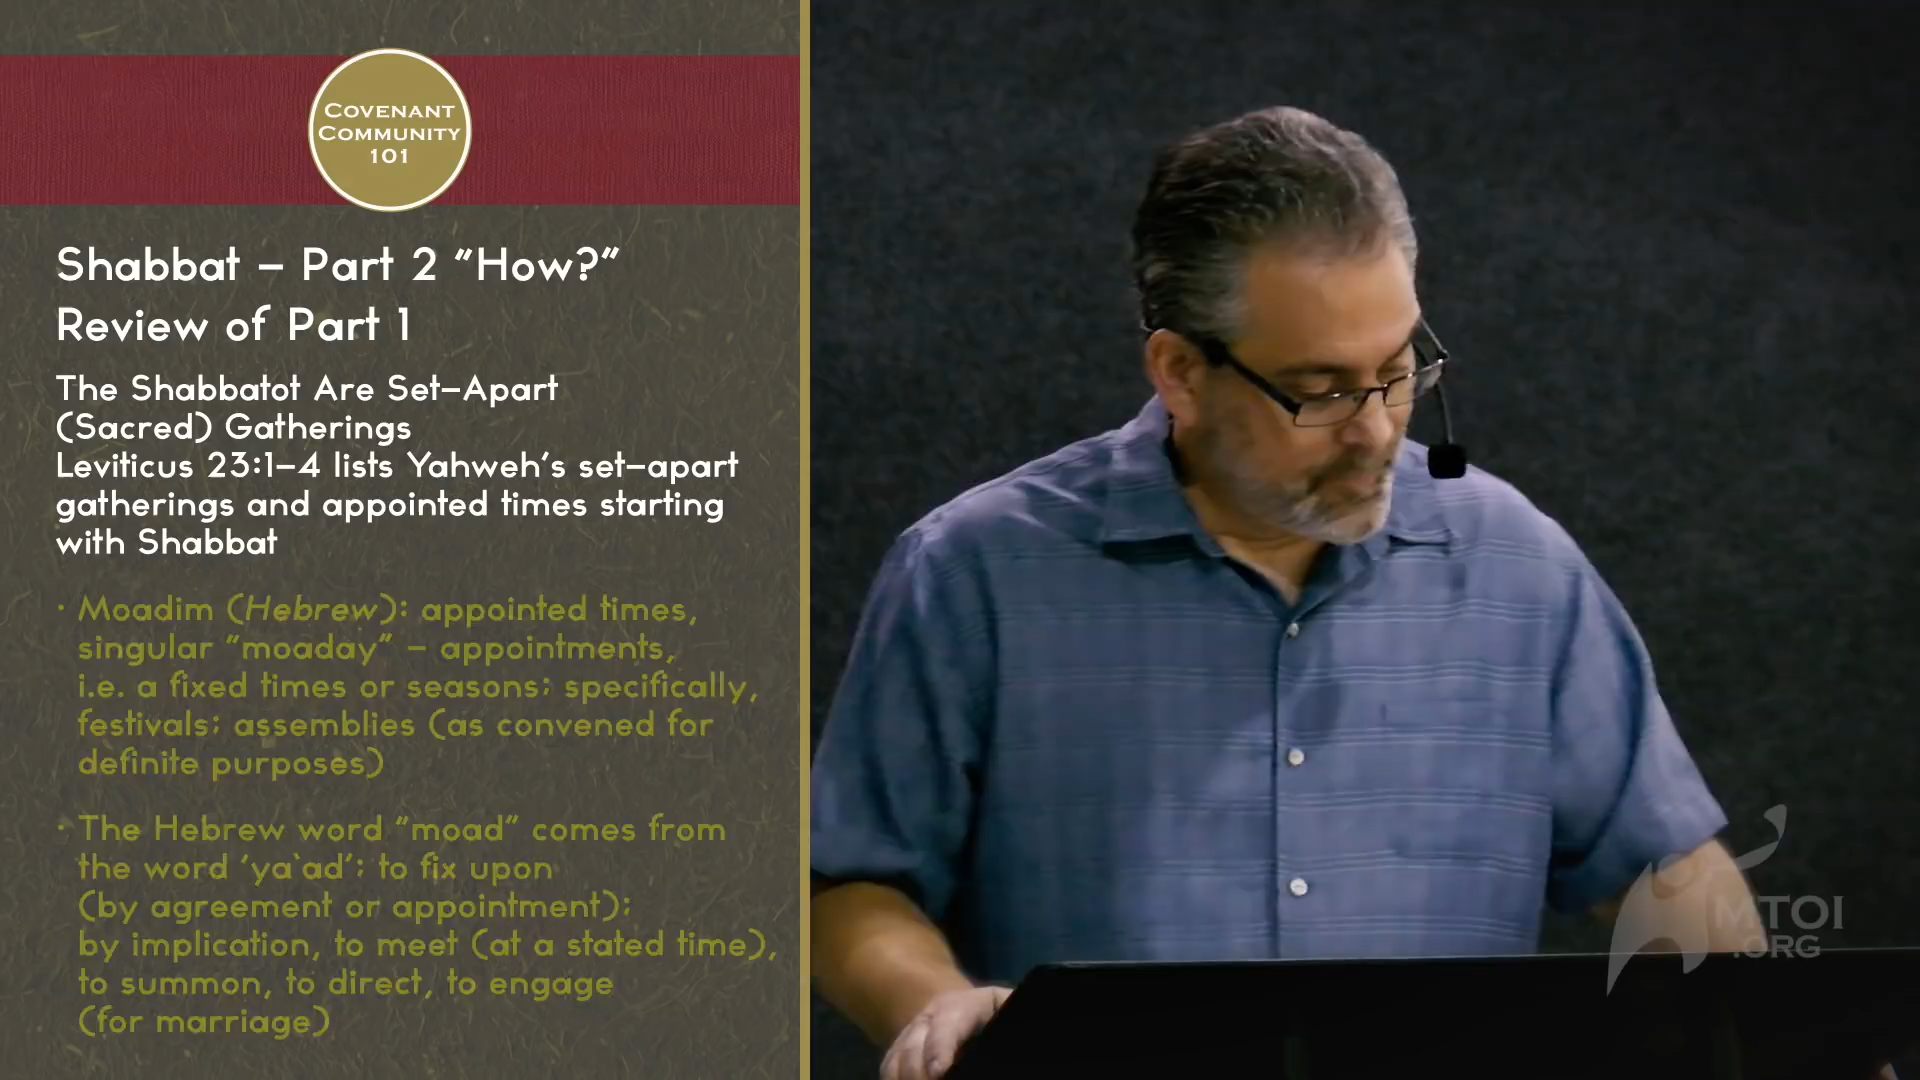 COVENANT
COMMUNITY
101
Shabbat – Part 2 “How?”
Review of Part 1
The Shabbatot Are Set–Apart
(Sacred) Gatherings
Leviticus 23:1–4 lists Yahweh’s set–apart
gatherings and appointed times starting
with Shabbat
· Moadim (Hebrew): appointed times,
singular “moaday” – appointments,
i.e. a fixed times or seasons; specifically,
festivals; assemblies (as convened for
definite purposes)
· The Hebrew word “moad” comes from
the word ‘ya`ad’: to fix upon
(by agreement or appointment);
by implication, to meet (at a stated time),
to summon, to direct, to engage
(for marriage)
MTOI
.ORG